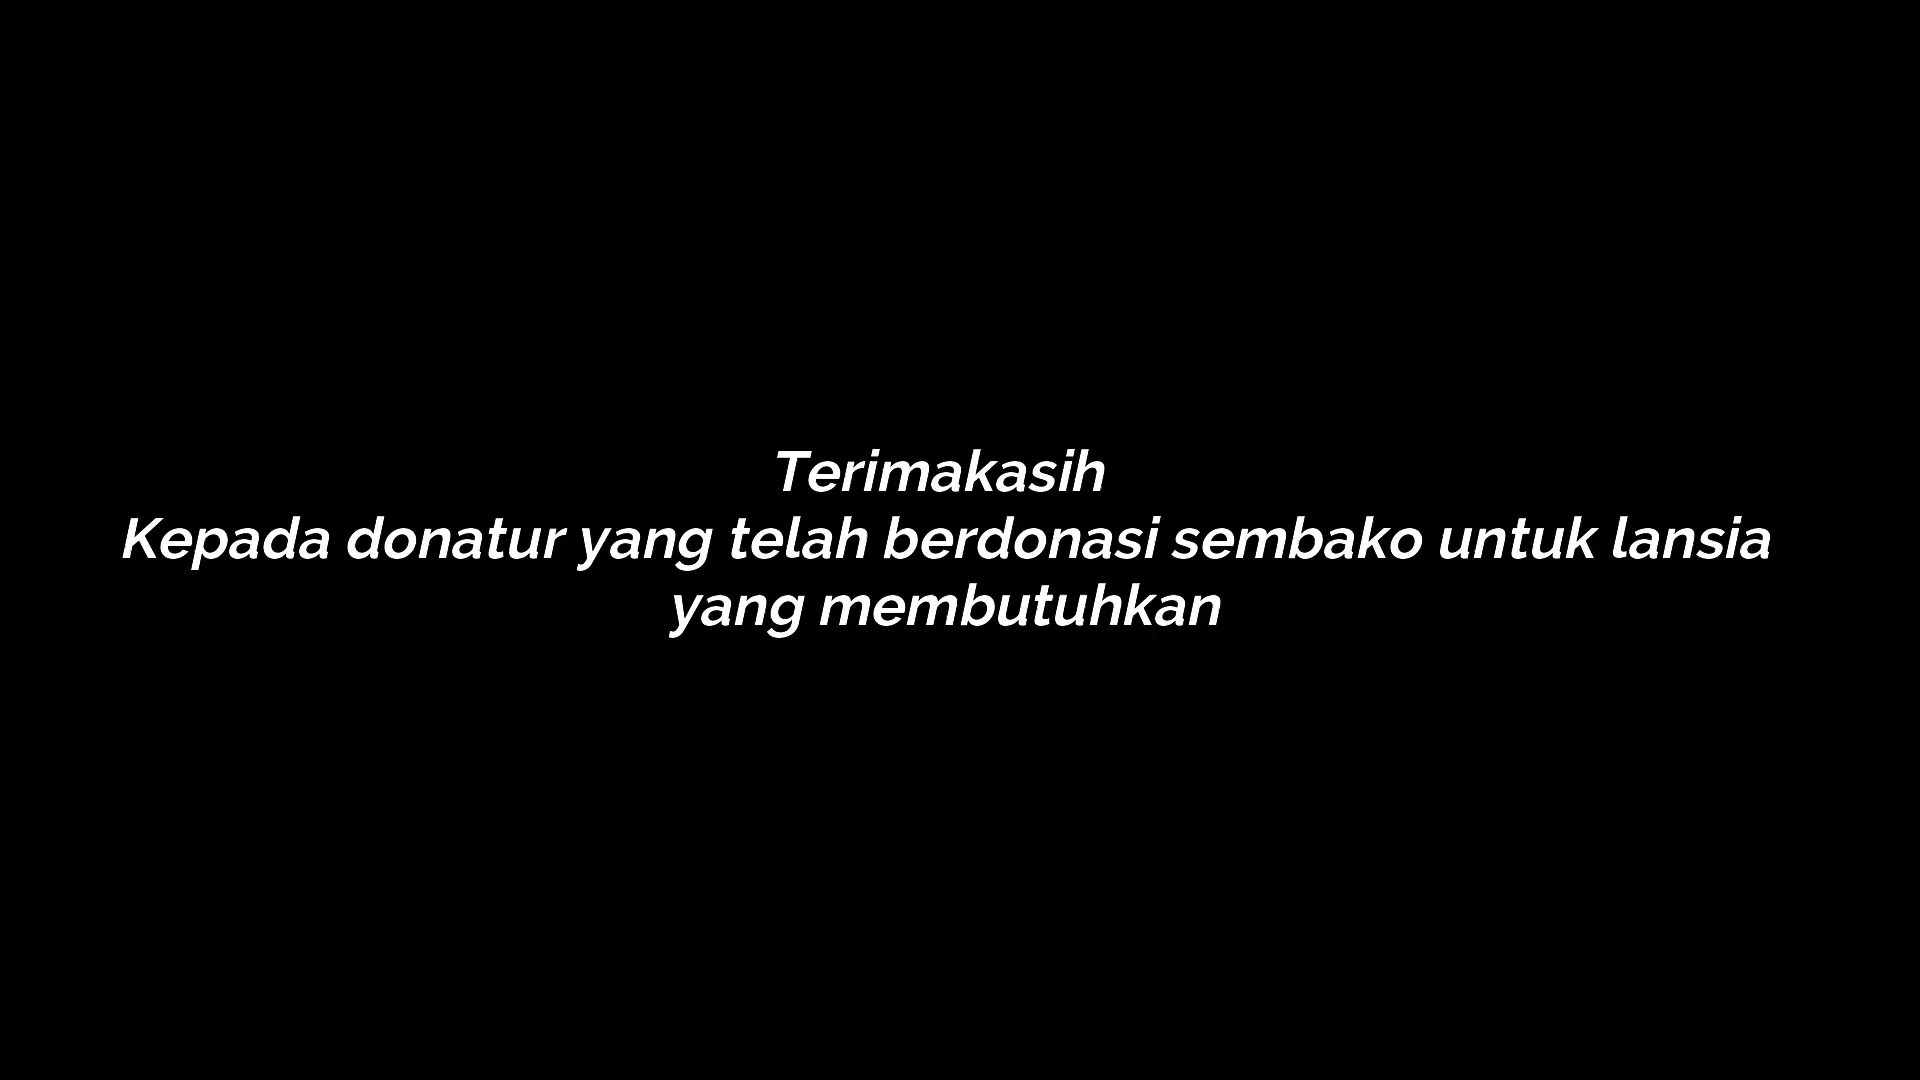 Terimakasih
Kepada donatur yang telah berdonasi sembako untuk lansia
yang membutuhkan